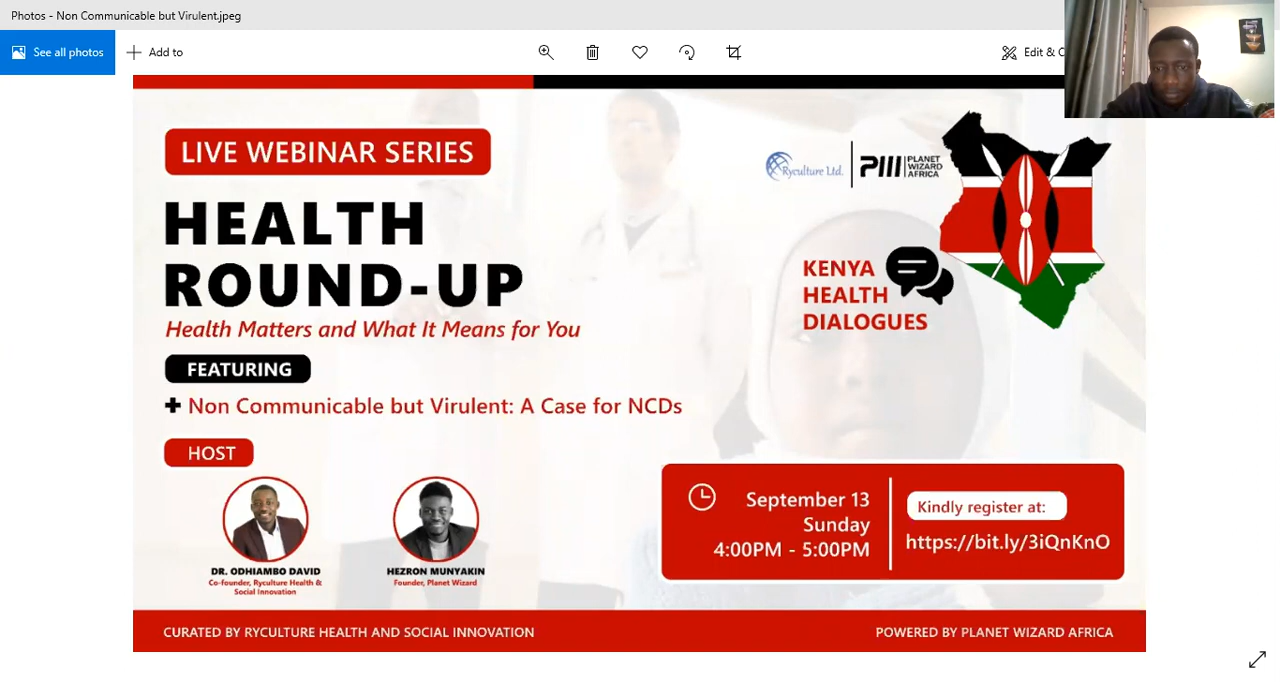 Photos - Non Communicable but Virulent.jpeg
See all photos
Add to
Edit & C
LIVE WEBINAR SERIES
Ryculture Ltd.
PLANET
WIZARD
AFRICA
HEALTH
ROUND-UP
Health Matters and What It Means for You
KENYA
HEALTH
DIALOGUES
FEATURING
Non Communicable but Virulent: A Case for NCDs
HOST
DR. ODHIAMBO DAVID
Co-founder, Ryculture Health &
Social Innovation
HEZRON MUNYAKIN
Founder, Planet Wizard
September 13
Sunday
4:00PM - 5:00PM
Kindly register at:
https://bit.ly/3iQnKnO
CURATED BY RYCULTURE HEALTH AND SOCIAL INNOVATION
POWERED BY PLANET WIZARD AFRICA